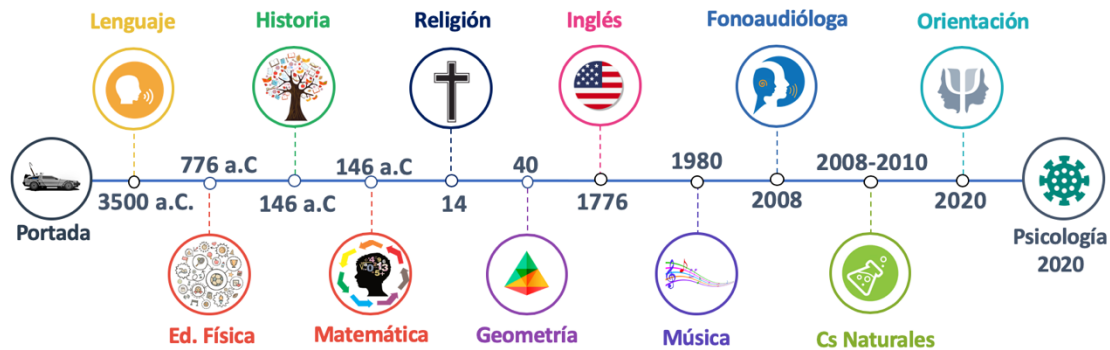 Lenguaje
Historia
Religión
Inglés
Fonoaudióloga
Orientación
776 a.C
146 a.C
40
1980
2008-2010
3500 a.C.
146 a.C
14
1776
2008
2020
Portada
Psicología
2020
Ed. Física
Matemática
Geometría
Música
Cs Naturales